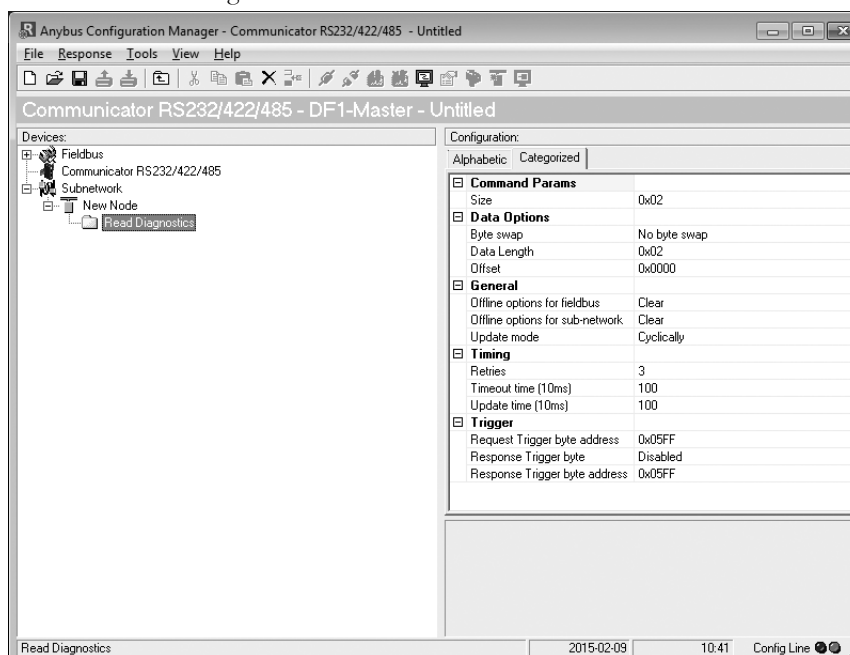 Anybus Configuration Manager - Communicator RS232/422/485 - Untitled
File Response Tools View Help
Communicator RS232/422/485 - DF1-Master - Untitled
Devices:
Fieldbus
Communicator RS232/422/485
Subnetwork
New Node
Read Diagnostics
Configuration:
Alphabetic Categorized
Command Params
Size 0x02
Data Options
Byte swap No byte swap
Data Length 0x02
Offset 0x0000
General
Offline options for fieldbus Clear
Offline options for sub-network Clear
Update mode Cyclically
Timing
Retries 3
Timeout time (10ms) 100
Update time (10ms) 100
Trigger
Request Trigger byte address 0x05FF
Response Trigger byte Disabled
Response Trigger byte address 0x05FF
Read Diagnostics 2015-02-09 10:41 Config Line